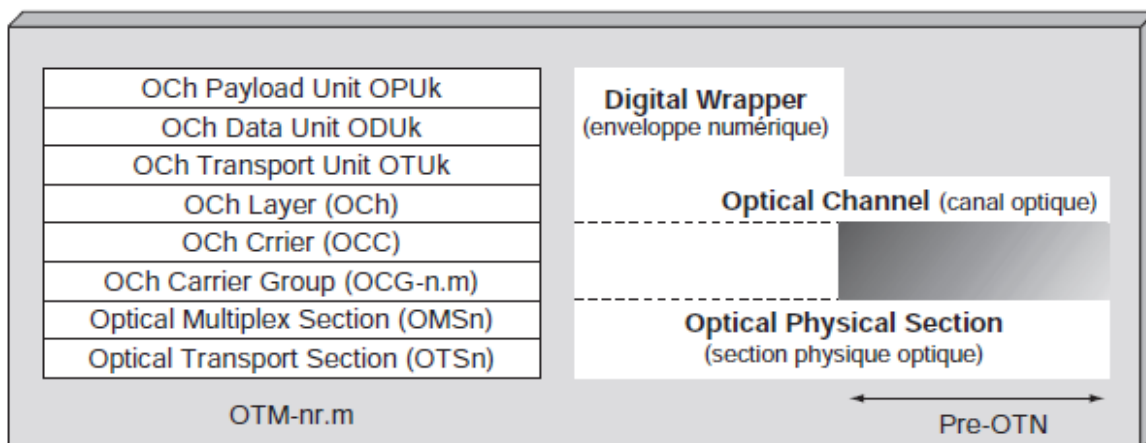 OCh Payload Unit OPUk
OCh Data Unit ODUk
OCh Transport Unit OTUk
OCh Layer (OCh)
OCh Crrier (OCC)
OCh Carrier Group (OCG-n.m)
Optical Multiplex Section (OMSn)
Optical Transport Section (OTSn)
OTM-nr.m
Digital Wrapper
(enveloppe numérique)
Optical Channel (canal optique)
Optical Physical Section
(section physique optique)
Pre-OTN